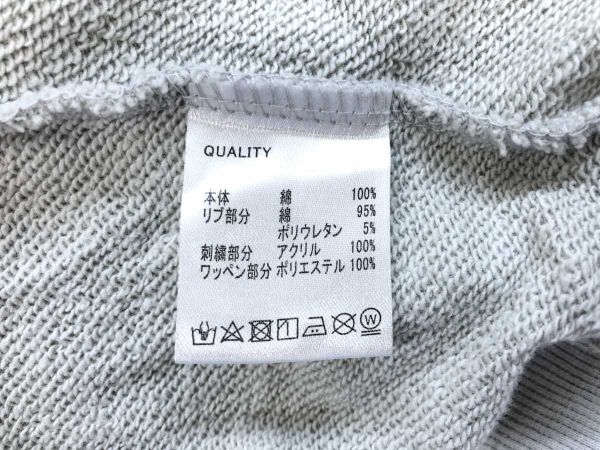 QUALITY
本体 綿 100%
リブ部分 綿 95%
ポリウレタン 5%
刺繍部分 アクリル 100%
ワッペン部分 ポリエステル 100%
W